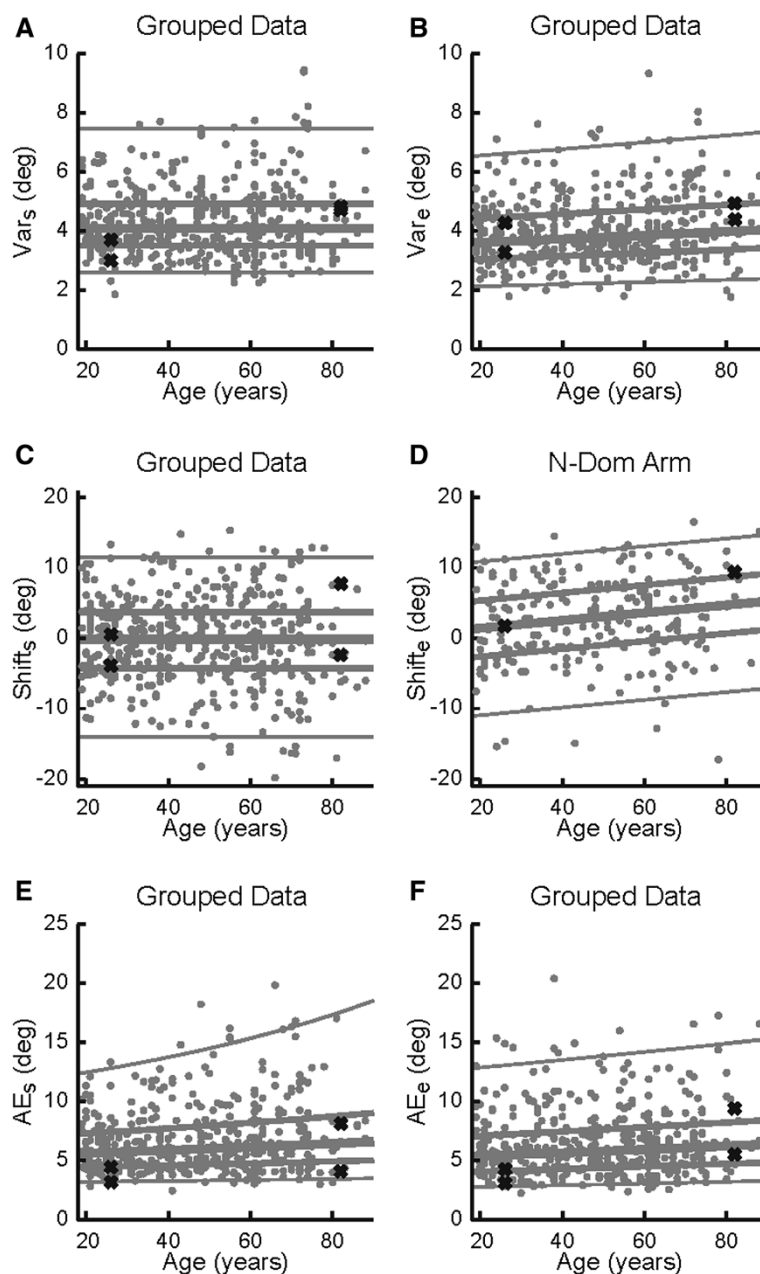 A Grouped Data
10
8
6
4
2
0
Var_s (deg)
20 40 60 80
Age (years)
B Grouped Data
10
8
6
4
2
0
Var_e (deg)
20 40 60 80
Age (years)
C Grouped Data
20
10
0
-10
-20
Shift_s (deg)
20 40 60 80
Age (years)
D N-Dom Arm
20
10
0
-10
-20
Shift_e (deg)
20 40 60 80
Age (years)
E Grouped Data
25
20
15
10
5
0
AE_s (deg)
20 40 60 80
Age (years)
F Grouped Data
25
20
15
10
5
0
AE_e (deg)
20 40 60 80
Age (years)